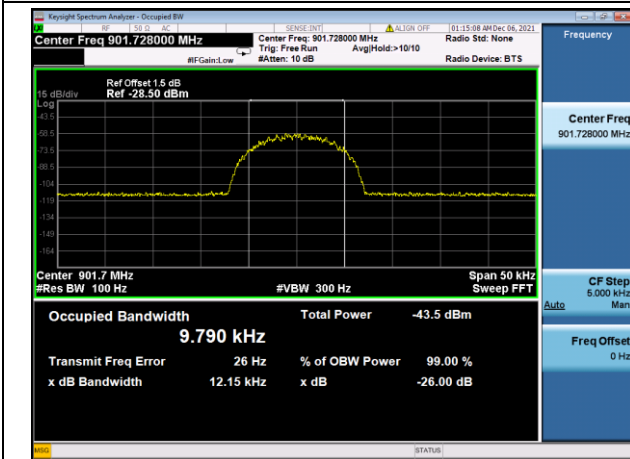 Keysight Spectrum Analyzer - Occupied BW
RF 50 Ω AC SENSE:INT ALIGN OFF 01:15:08 AM Dec 06, 2021
Center Freq 901.728000 MHz Center Freq: 901.728000 MHz Radio Std: None Frequency
Trig: Free Run Avg|Hold:>10/10
#IFGain:Low #Atten: 10 dB Radio Device: BTS
Ref Offset 1.5 dB
15 dB/div Ref -28.50 dBm
Log
-43.5
-58.5
-73.5
-88.5
-104
-119
-134
-149
-164
Center Freq
901.728000 MHz
Center 901.7 MHz Span 50 kHz
#Res BW 100 Hz #VBW 300 Hz Sweep FFT
CF Step
5.000 kHz
Auto Man
Occupied Bandwidth Total Power -43.5 dBm
9.790 kHz
Freq Offset
0 Hz
Transmit Freq Error 26 Hz % of OBW Power 99.00 %
x dB Bandwidth 12.15 kHz x dB -26.00 dB
MSG STATUS